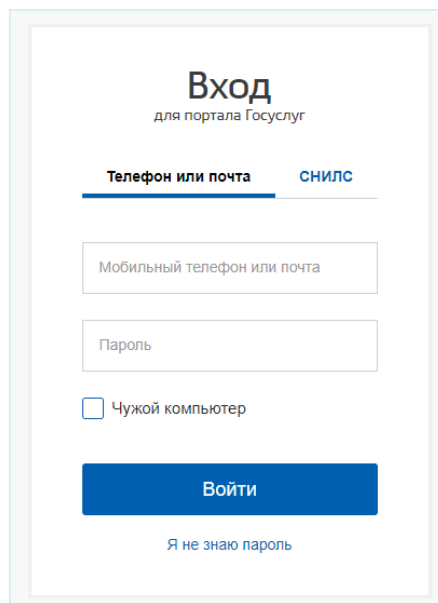 Вход
для портала Госуслуг
Телефон или почта СНИЛС
Мобильный телефон или почта
Пароль
Чужой компьютер
Войти
Я не знаю пароль